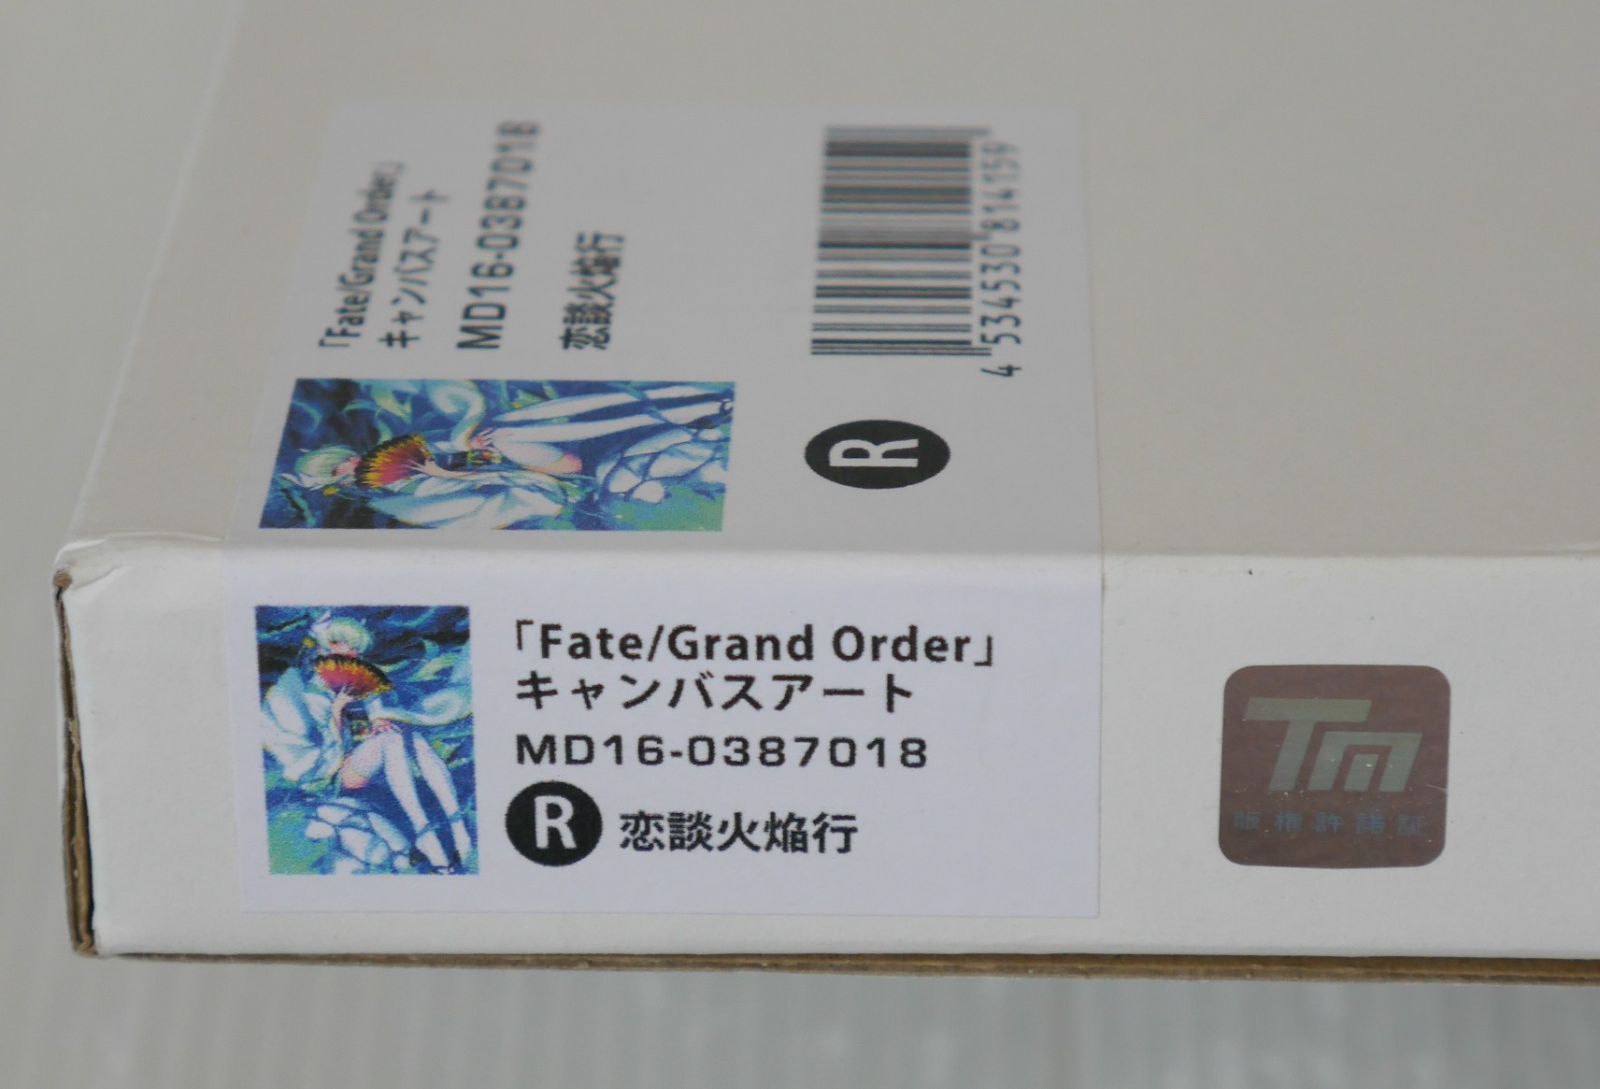 「Fate/Grand Order」
キャンバスアート
MD16-0387018
恋談火焔行
R
4534530814159
「Fate/Grand Order」
キャンバスアート
MD16-0387018
R 恋談火焔行
TM
版権許諾証